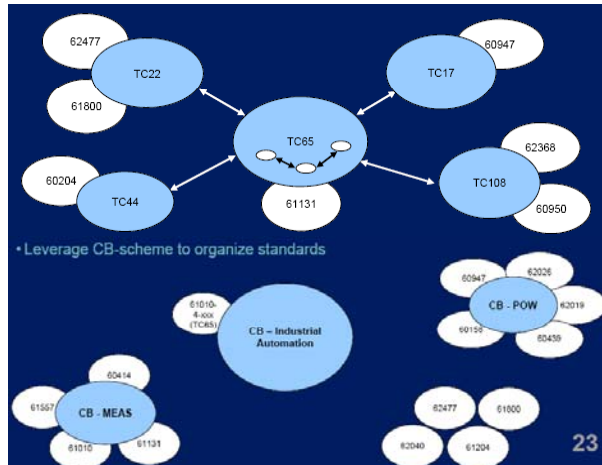 62477
TC22
61800
TC17
60947
TC65
62368
TC108
60950
60204
TC44
61131
• Leverage CB-scheme to organize standards
61010-
4-xxx
(TC65)
CB – Industrial
Automation
60947
62026
CB - POW
62019
60439
60414
61557
CB - MEAS
61010
61131
62477
61800
62040
61204
23